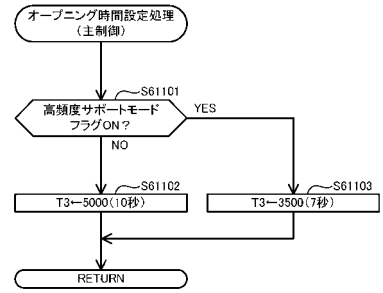 オープニング時間設定処理
（主制御）
S61101
高頻度サポートモード
フラグON？
YES
NO
S61102
T3←5000（10秒）
S61103
T3←3500（7秒）
RETURN